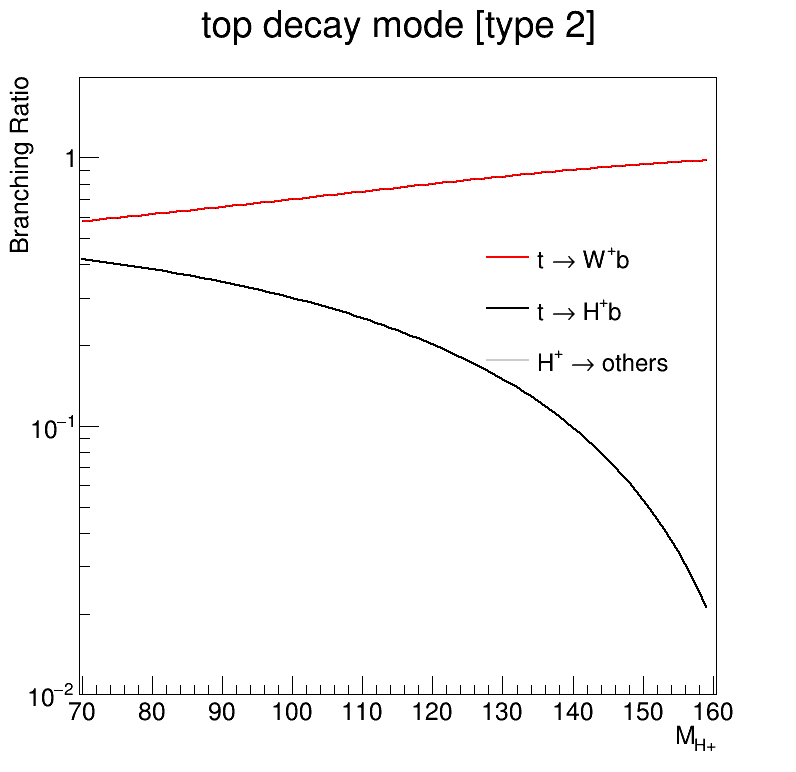 top decay mode [type 2]
Branching Ratio
1
10⁻¹
10⁻²
t → W⁺b
t → H⁺b
H⁺ → others
70 80 90 100 110 120 130 140 150 160
M_H+